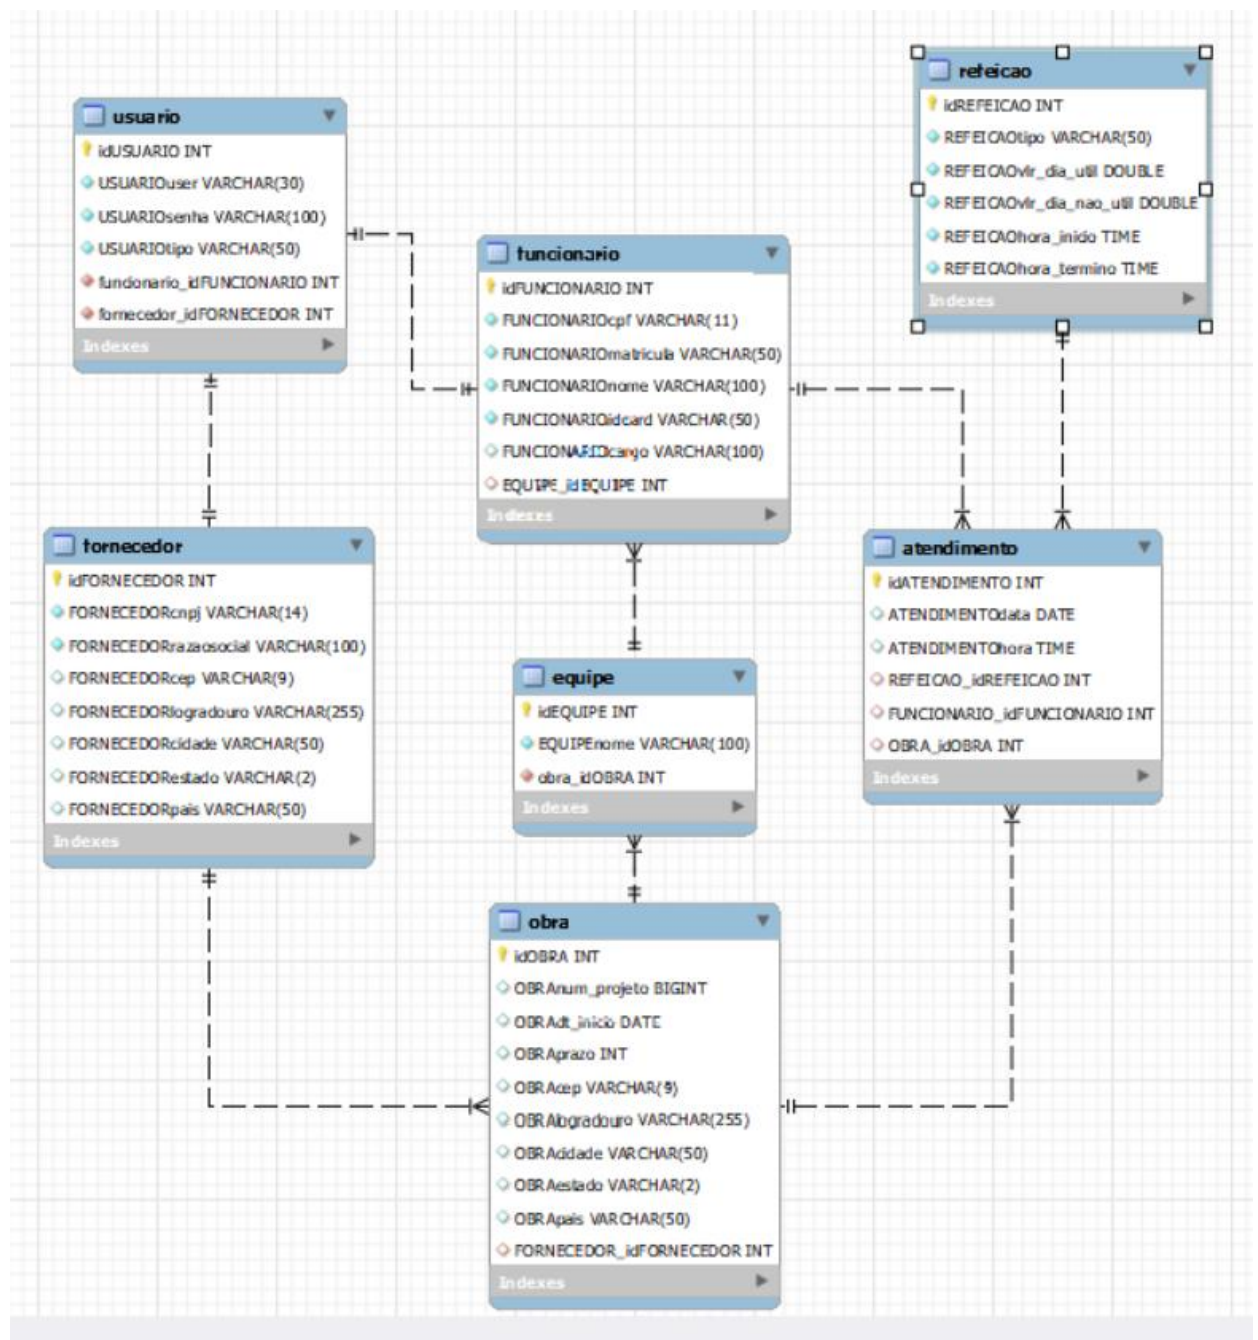 usuario
idUSUARIO INT
USUARIOuser VARCHAR(30)
USUARIOsenha VARCHAR(100)
USUARIOtipo VARCHAR(50)
funcionario_idFUNCIONARIO INT
fornecedor_idFORNECEDOR INT
Indexes
refeicao
idREFEICAO INT
REFEICAOtipo VARCHAR(50)
REFEICAOvlr_dia_util DOUBLE
REFEICAOvlr_dia_nao_util DOUBLE
REFEICAOhora_inicio TIME
REFEICAOhora_termino TIME
Indexes
funcionario
idFUNCIONARIO INT
FUNCIONARIOcpf VARCHAR(11)
FUNCIONARIOmatricula VARCHAR(50)
FUNCIONARIOnome VARCHAR(100)
FUNCIONARIOidcard VARCHAR(50)
FUNCIONARIOcargo VARCHAR(100)
EQUIPE_idEQUIPE INT
Indexes
fornecedor
idFORNECEDOR INT
FORNECEDORcnpj VARCHAR(14)
FORNECEDORrazaosocial VARCHAR(100)
FORNECEDORcep VARCHAR(9)
FORNECEDORlogradouro VARCHAR(255)
FORNECEDORcidade VARCHAR(50)
FORNECEDORestado VARCHAR(2)
FORNECEDORpais VARCHAR(50)
Indexes
atendimento
idATENDIMENTO INT
ATENDIMENTOdata DATE
ATENDIMENTOhora TIME
REFEICAO_idREFEICAO INT
FUNCIONARIO_idFUNCIONARIO INT
OBRA_idOBRA INT
Indexes
equipe
idEQUIPE INT
EQUIPEnome VARCHAR(100)
obra_idOBRA INT
Indexes
obra
idOBRA INT
OBRAnum_projeto BIGINT
OBRAdt_inicio DATE
OBRAprazo INT
OBRAcep VARCHAR(9)
OBRAlogradouro VARCHAR(255)
OBRAcidade VARCHAR(50)
OBRAestado VARCHAR(2)
OBRApais VARCHAR(50)
FORNECEDOR_idFORNECEDOR INT
Indexes